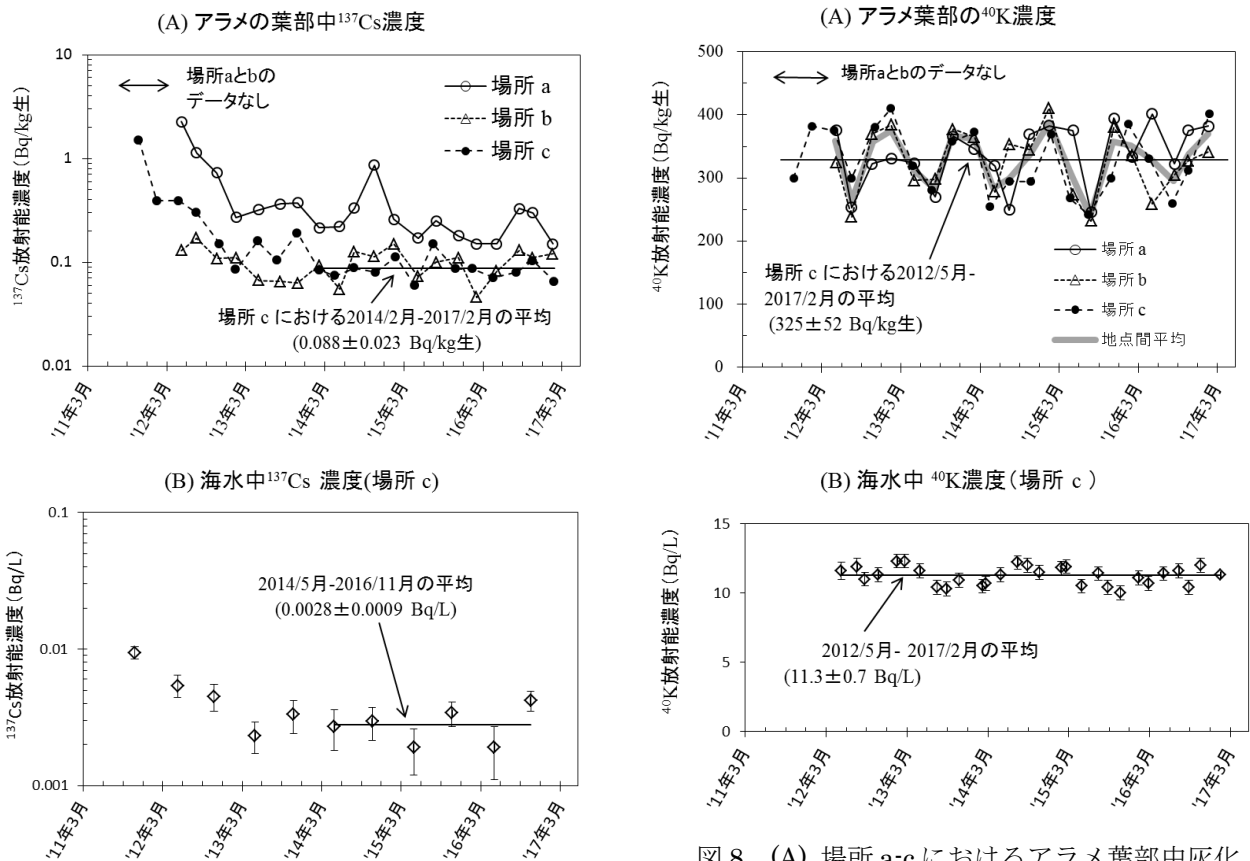 (A) アラメの葉部中¹³⁷Cs濃度
¹³⁷Cs放射能濃度（Bq/kg生）
10
1
0.1
0.01
場所aとbの
データなし
場所 a
場所 b
場所 c
場所 c における2014/2月-2017/2月の平均
(0.088±0.023 Bq/kg生)
'11年3月
'12年3月
'13年3月
'14年3月
'15年3月
'16年3月
'17年3月
(B) 海水中¹³⁷Cs 濃度(場所 c)
¹³⁷Cs放射能濃度（Bq/L）
0.1
0.01
0.001
2014/5月-2016/11月の平均
(0.0028±0.0009 Bq/L)
'11年3月
'12年3月
'13年3月
'14年3月
'15年3月
'16年3月
'17年3月
(A) アラメ葉部の⁴⁰K濃度
⁴⁰K放射能濃度（Bq/kg生）
500
400
300
200
100
0
場所aとbのデータなし
場所 c における2012/5月-
2017/2月の平均
(325±52 Bq/kg生)
場所 a
場所 b
場所 c
地点間平均
'11年3月
'12年3月
'13年3月
'14年3月
'15年3月
'16年3月
'17年3月
(B) 海水中 ⁴⁰K濃度（場所 c ）
⁴⁰K放射能濃度（Bq/L）
15
10
5
0
2012/5月- 2017/2月の平均
(11.3±0.7 Bq/L)
'11年3月
'12年3月
'13年3月
'14年3月
'15年3月
'16年3月
'17年3月
図 8 (A) 場所 a-c におけるアラメ葉部中灰化